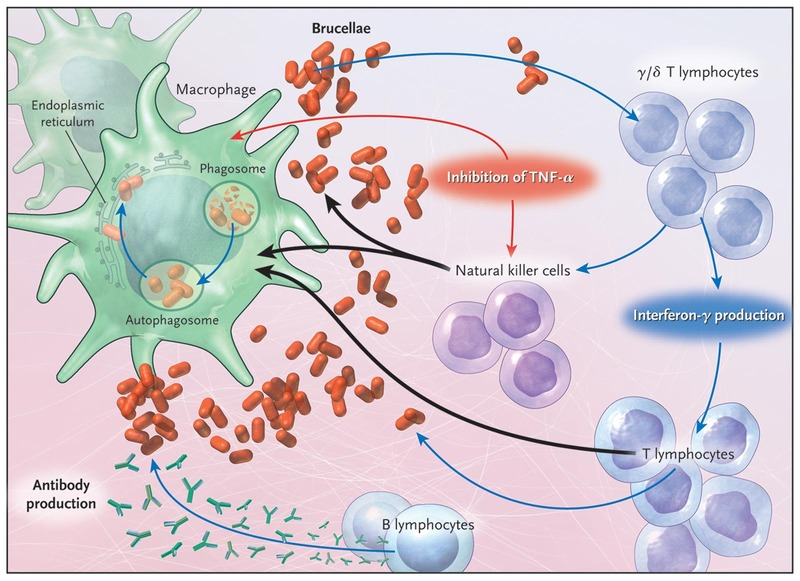 Brucellae
γ/δ T lymphocytes
Macrophage
Endoplasmic
reticulum
Phagosome
Inhibition of TNF-α
Natural killer cells
Autophagosome
Interferon-γ production
T lymphocytes
Antibody
production
B lymphocytes